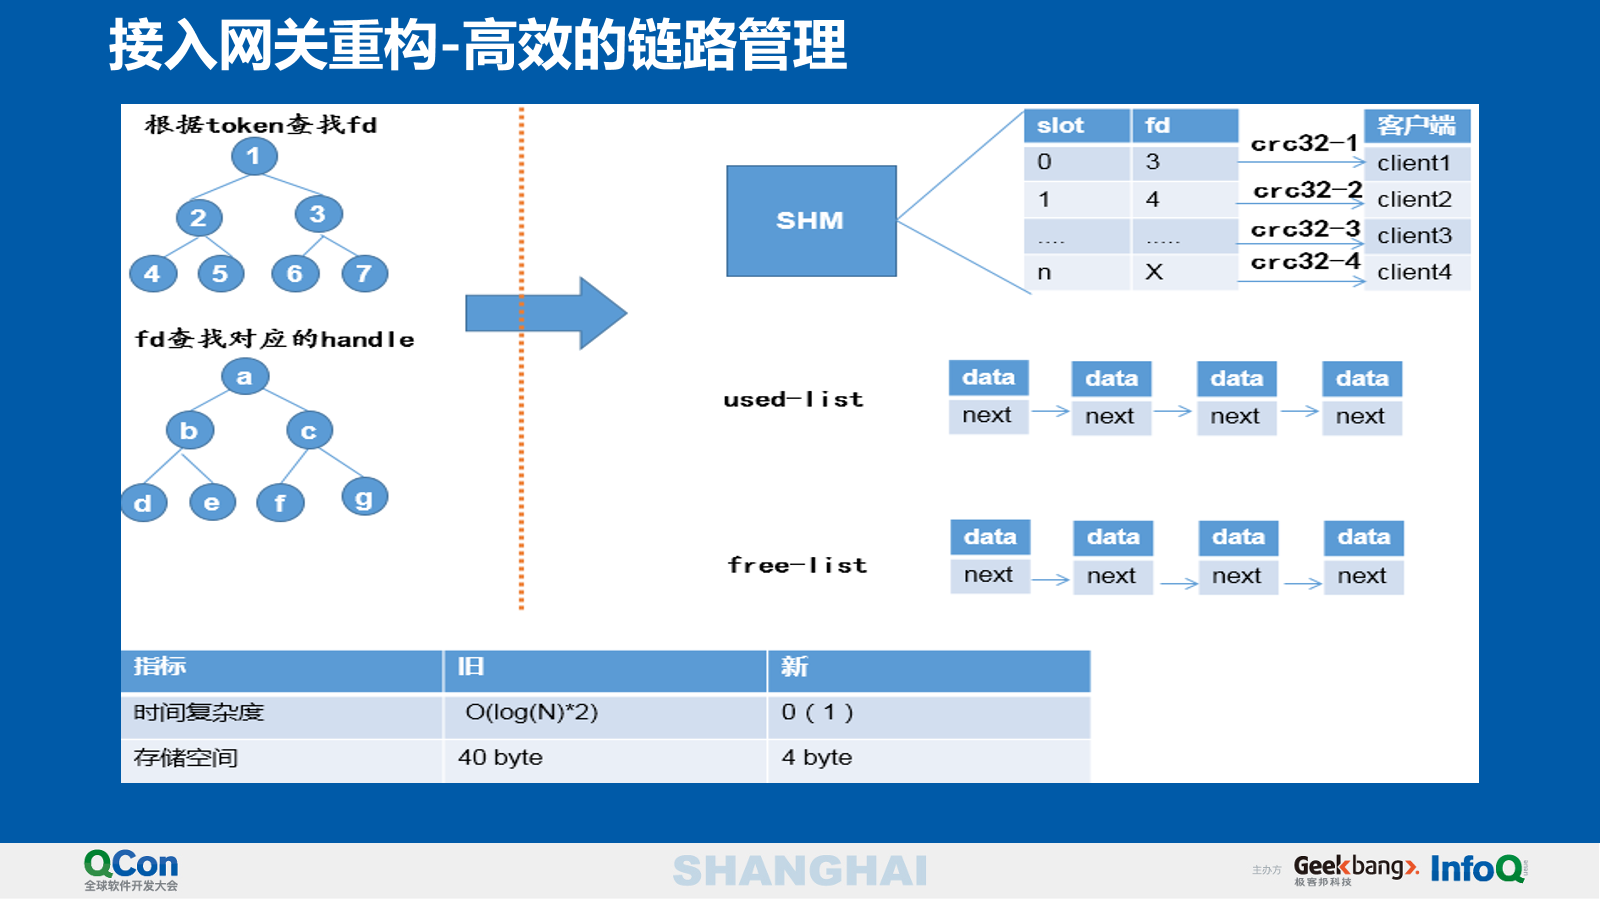 接入网关重构-高效的链路管理
根据token查找fd
1
2
3
4
5
6
7
fd查找对应的handle
a
b
c
d
e
f
g
SHM
slot fd
0 3
1 4
.... .....
n X
crc32-1
crc32-2
crc32-3
crc32-4
客户端
client1
client2
client3
client4
used-list
data data data data
next next next next
free-list
data data data data
next next next next
指标 旧 新
时间复杂度 O(log(N)*2) 0（1）
存储空间 40 byte 4 byte
QCon
全球软件开发大会
SHANGHAI
主办方
Geekbang
极客邦科技
InfoQ